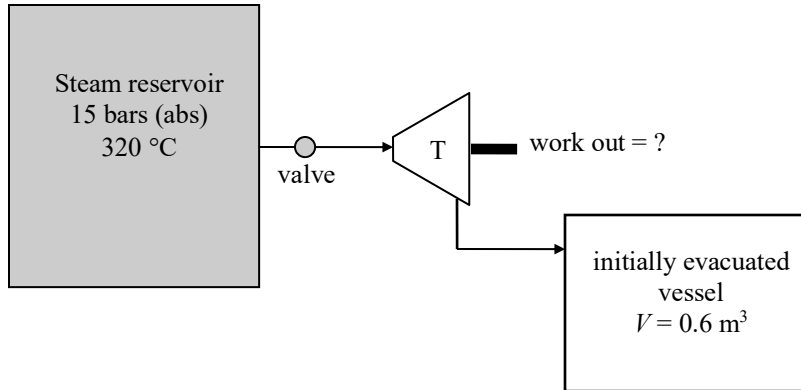 Steam reservoir
15 bars (abs)
320 °C
valve
T
work out = ?
initially evacuated
vessel
V = 0.6 m³